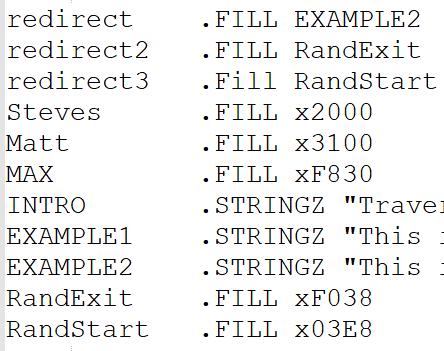 redirect .FILL EXAMPLE2
redirect2 .FILL RandExit
redirect3 .Fill RandStart
Steves .FILL x2000
Matt .FILL x3100
MAX .FILL xF830
INTRO .STRINGZ "Traver
EXAMPLE1 .STRINGZ "This
EXAMPLE2 .STRINGZ "This
RandExit .FILL xF038
RandStart .FILL x03E8